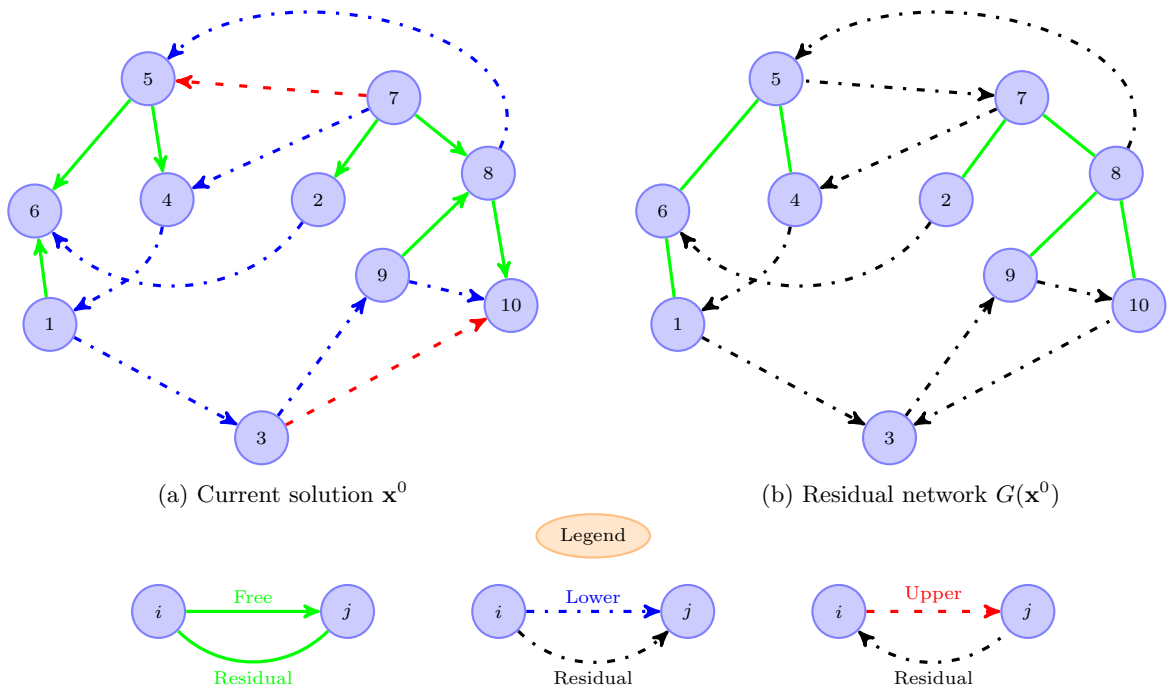 5
7
6
4
2
8
9
10
1
3
(a) Current solution x⁰
5
7
6
4
2
8
9
10
1
3
(b) Residual network G(x⁰)
Legend
i
Free
j
Residual
i
Lower
j
Residual
i
Upper
j
Residual